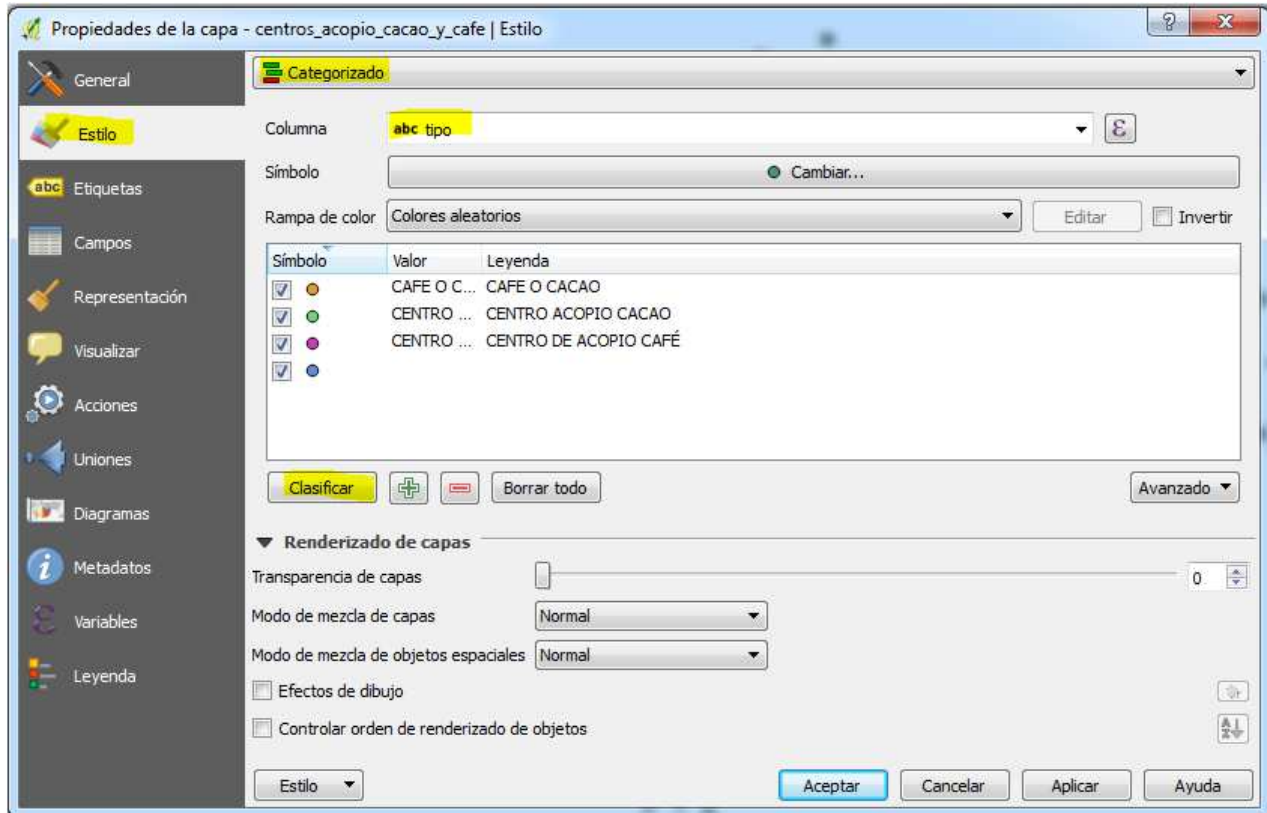 Propiedades de la capa - centros_acopio_cacao_y_cafe | Estilo
General
Estilo
abc Etiquetas
Campos
Representación
Visualizar
Acciones
Uniones
Diagramas
Metadatos
Variables
Leyenda
Categorizado
Columna abc tipo ε
Símbolo Cambiar...
Rampa de color Colores aleatorios Editar Invertir
Símbolo Valor Leyenda
CAFE O C... CAFE O CACAO
CENTRO ... CENTRO ACOPIO CACAO
CENTRO ... CENTRO DE ACOPIO CAFÉ
Clasificar Borrar todo Avanzado
Renderizado de capas
Transparencia de capas 0
Modo de mezcla de capas Normal
Modo de mezcla de objetos espaciales Normal
Efectos de dibujo
Controlar orden de renderizado de objetos
Estilo Aceptar Cancelar Aplicar Ayuda